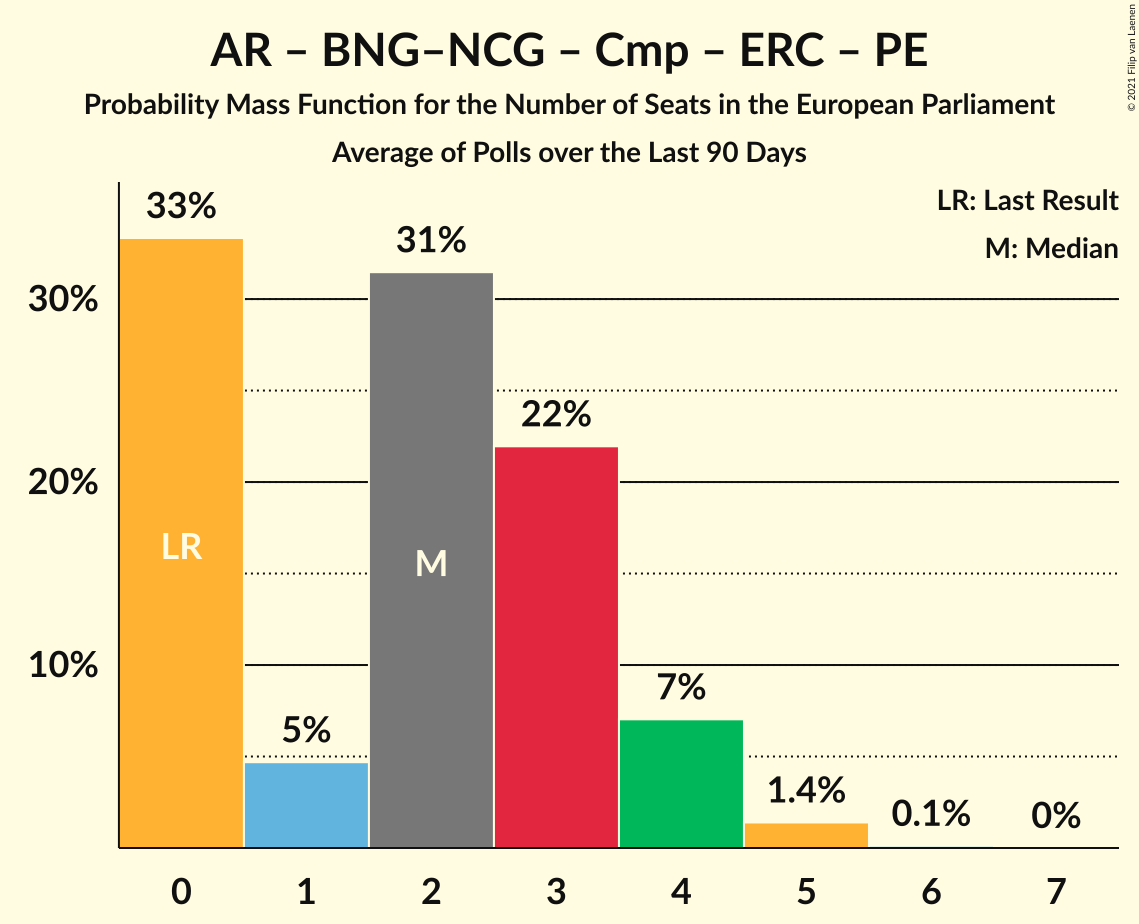 AR – BNG–NCG – Cmp – ERC – PE
Probability Mass Function for the Number of Seats in the European Parliament
Average of Polls over the Last 90 Days
© 2021 Filip van Laenen
LR: Last Result
M: Median
33%
31%
30%
22%
20%
LR
M
10%
7%
5%
1.4%
0.1%
0%
0 1 2 3 4 5 6 7